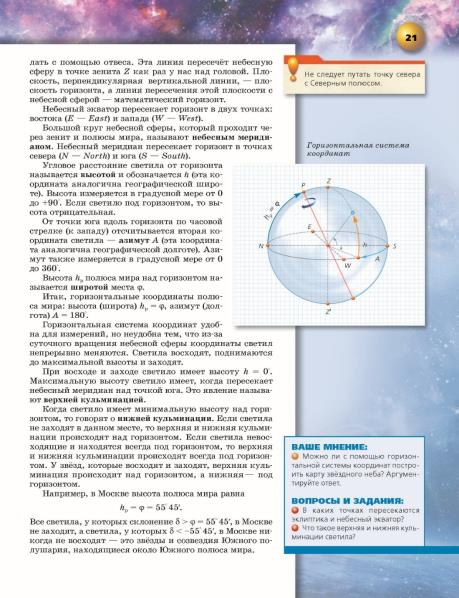 21
лать с помощью отвеса. Эта линия пересечёт небесную
сферу в точке зенита Z как раз у нас над головой. Пло-
скость, перпендикулярная вертикальной линии, — пло-
скость горизонта, а линия пересечения этой плоскости с
небесной сферой — математический горизонт.
Небесный экватор пересекает горизонт в двух точках:
востока (E — East) и запада (W — West).
Большой круг небесной сферы, который проходит че-
рез зенит и полюсы мира, называют небесным мериди-
аном. Небесный меридиан пересекает горизонт в точках
севера (N — North) и юга (S — South).
Угловое расстояние светила от горизонта
называется высотой и обозначается h (эта ко-
ордината аналогична географической широ-
те). Высота измеряется в градусной мере от 0
до +90°. Если светило под горизонтом, то вы-
сота отрицательная.
От точки юга вдоль горизонта по часовой
стрелке (к западу) отсчитывается вторая ко-
ордината светила — азимут A (эта координа-
та аналогична географической долготе). Ази-
мут также измеряется в градусной мере от 0
до 360°.
Высота hp полюса мира над горизонтом на-
зывается широтой места φ.
Итак, горизонтальные координаты полю-
са мира: высота (широта) hp = φ, азимут (дол-
гота) A = 180°.
Горизонтальная система координат удоб-
на для измерений, но неудобна тем, что из-за
суточного вращения небесной сферы координаты светил
непрерывно меняются. Светила восходят, поднимаются
до максимальной высоты и заходят.
При восходе и заходе светило имеет высоту h = 0°.
Максимальную высоту светило имеет, когда пересекает
небесный меридиан над точкой юга. Это явление называ-
ют верхней кульминацией.
Когда светило имеет минимальную высоту над гори-
зонтом, то говорят о нижней кульминации. Если светила
не заходят в данном месте, то верхняя и нижняя кульми-
нации происходят над горизонтом. Если светила невос-
ходящие и находятся всегда под горизонтом, то верхняя
и нижняя кульминации происходят всегда под горизон-
том. У звёзд, которые восходят и заходят, верхняя куль-
минация происходит над горизонтом, а нижняя — под
горизонтом.
Например, в Москве высота полюса мира равна
hp = φ = 55°45′.
Все светила, у которых склонение δ > φ = 55°45′, в Москве
не заходят, а светила, у которых δ < −55°45′, в Москве ни-
когда не восходят — это звёзды и созвездия Южного по-
лушария, находящиеся около Южного полюса мира.
Не следует путать точку севера
с Северным полюсом.
Горизонтальная система
координат
Z
P
hp = φ
E
N
S
h
W
A
Z′
ВАШЕ МНЕНИЕ:
Можно ли с помощью горизон-
тальной системы координат постро-
ить карту звёздного неба? Аргумен-
тируйте ответ.
ВОПРОСЫ И ЗАДАНИЯ:
В каких точках пересекаются
эклиптика и небесный экватор?
Что такое верхняя и нижняя куль-
минации светила?